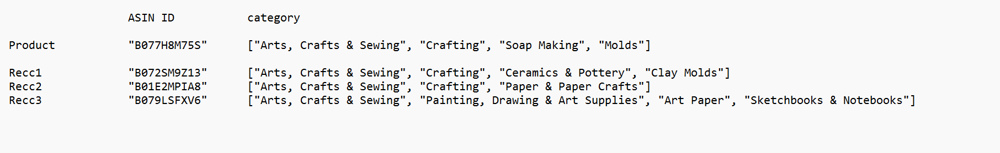 ASIN ID category
Product "B077H8M75S" ["Arts, Crafts & Sewing", "Crafting", "Soap Making", "Molds"]
Recc1 "B072SM9Z13" ["Arts, Crafts & Sewing", "Crafting", "Ceramics & Pottery", "Clay Molds"]
Recc2 "B01E2MPIA8" ["Arts, Crafts & Sewing", "Crafting", "Paper & Paper Crafts"]
Recc3 "B079LSFXV6" ["Arts, Crafts & Sewing", "Painting, Drawing & Art Supplies", "Art Paper", "Sketchbooks & Notebooks"]